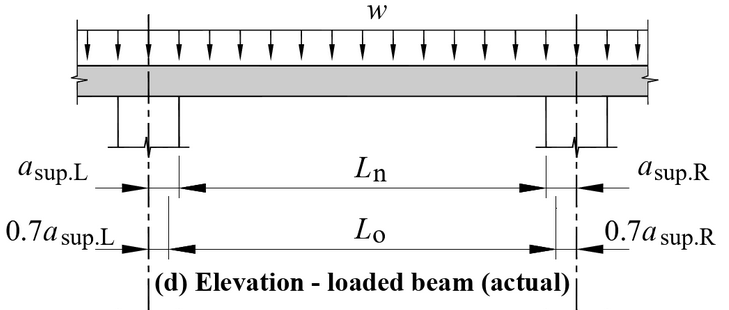 w
asup.L Ln asup.R
0.7asup.L Lo 0.7asup.R
(d) Elevation - loaded beam (actual)